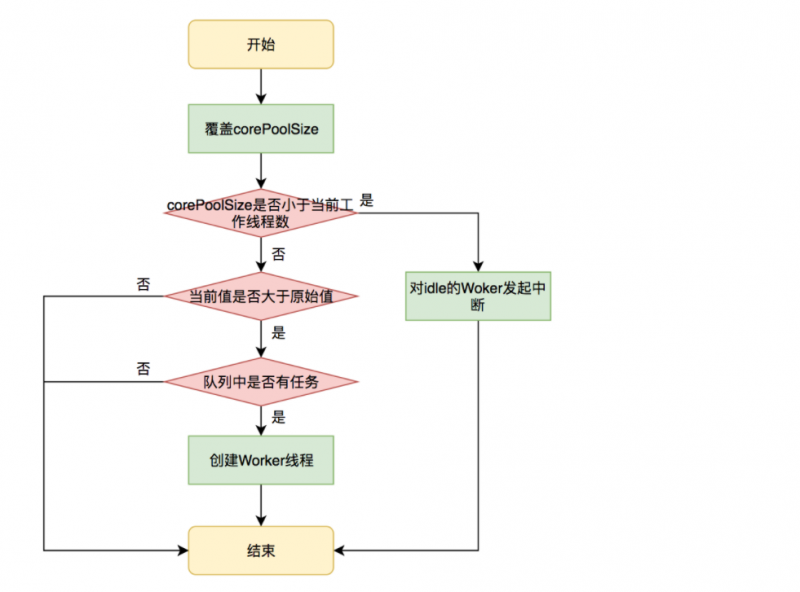 开始
覆盖corePoolSize
corePoolSize是否小于当前工
作线程数
是
否
对idle的Woker发起中
断
否
当前值是否大于原始值
是
否
队列中是否有任务
是
创建Worker线程
结束